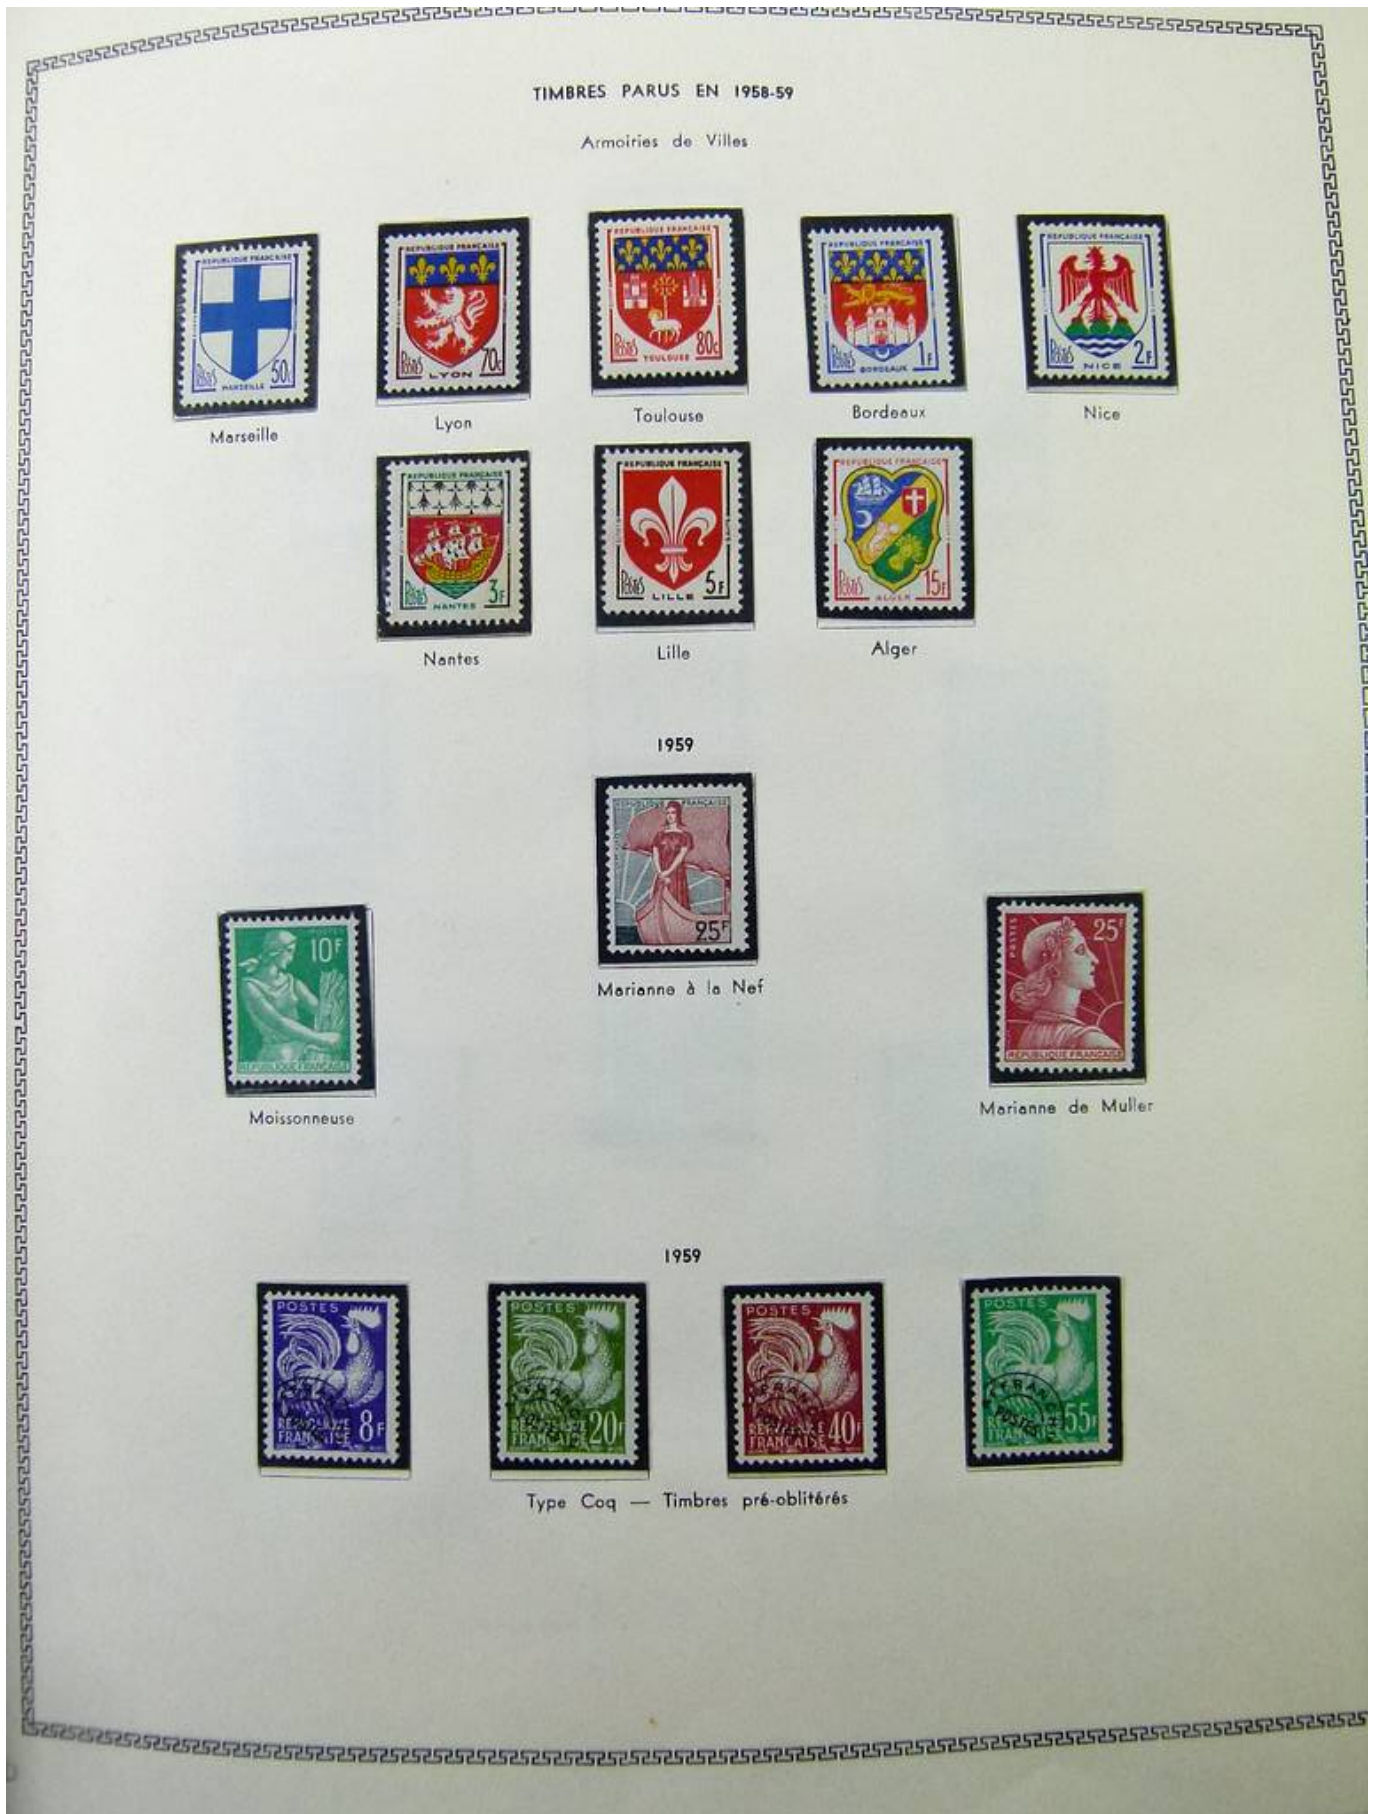 TIMBRES PARUS EN 1958-59
Armoiries de Villes
REPUBLIQUE FRANÇAISE
POSTES 50c
MARSEILLE
Marseille
REPUBLIQUE FRANÇAISE
POSTES 70c
LYON
Lyon
REPUBLIQUE FRANÇAISE
POSTES 80c
TOULOUSE
Toulouse
REPUBLIQUE FRANÇAISE
POSTES 1F
BORDEAUX
Bordeaux
REPUBLIQUE FRANÇAISE
POSTES 2F
NICE
Nice
REPUBLIQUE FRANÇAISE
POSTES 3F
NANTES
Nantes
REPUBLIQUE FRANÇAISE
POSTES 5F
LILLE
Lille
REPUBLIQUE FRANÇAISE
POSTES 15F
ALGER
Alger
1959
REPUBLIQUE FRANÇAISE
25F
Marianne à la Nef
POSTES
10F
REPUBLIQUE FRANÇAISE
Moissonneuse
POSTES
25F
REPUBLIQUE FRANÇAISE
Marianne de Muller
1959
POSTES
REPUBLIQUE
FRANÇAISE 8F
POSTES
REPUBLIQUE
FRANÇAISE 20F
POSTES
REPUBLIQUE
FRANÇAISE 40F
POSTES
AFFRANCHts
POSTES
REPUBLIQUE
FRANÇAISE 55F
Type Coq — Timbres pré-oblitérés